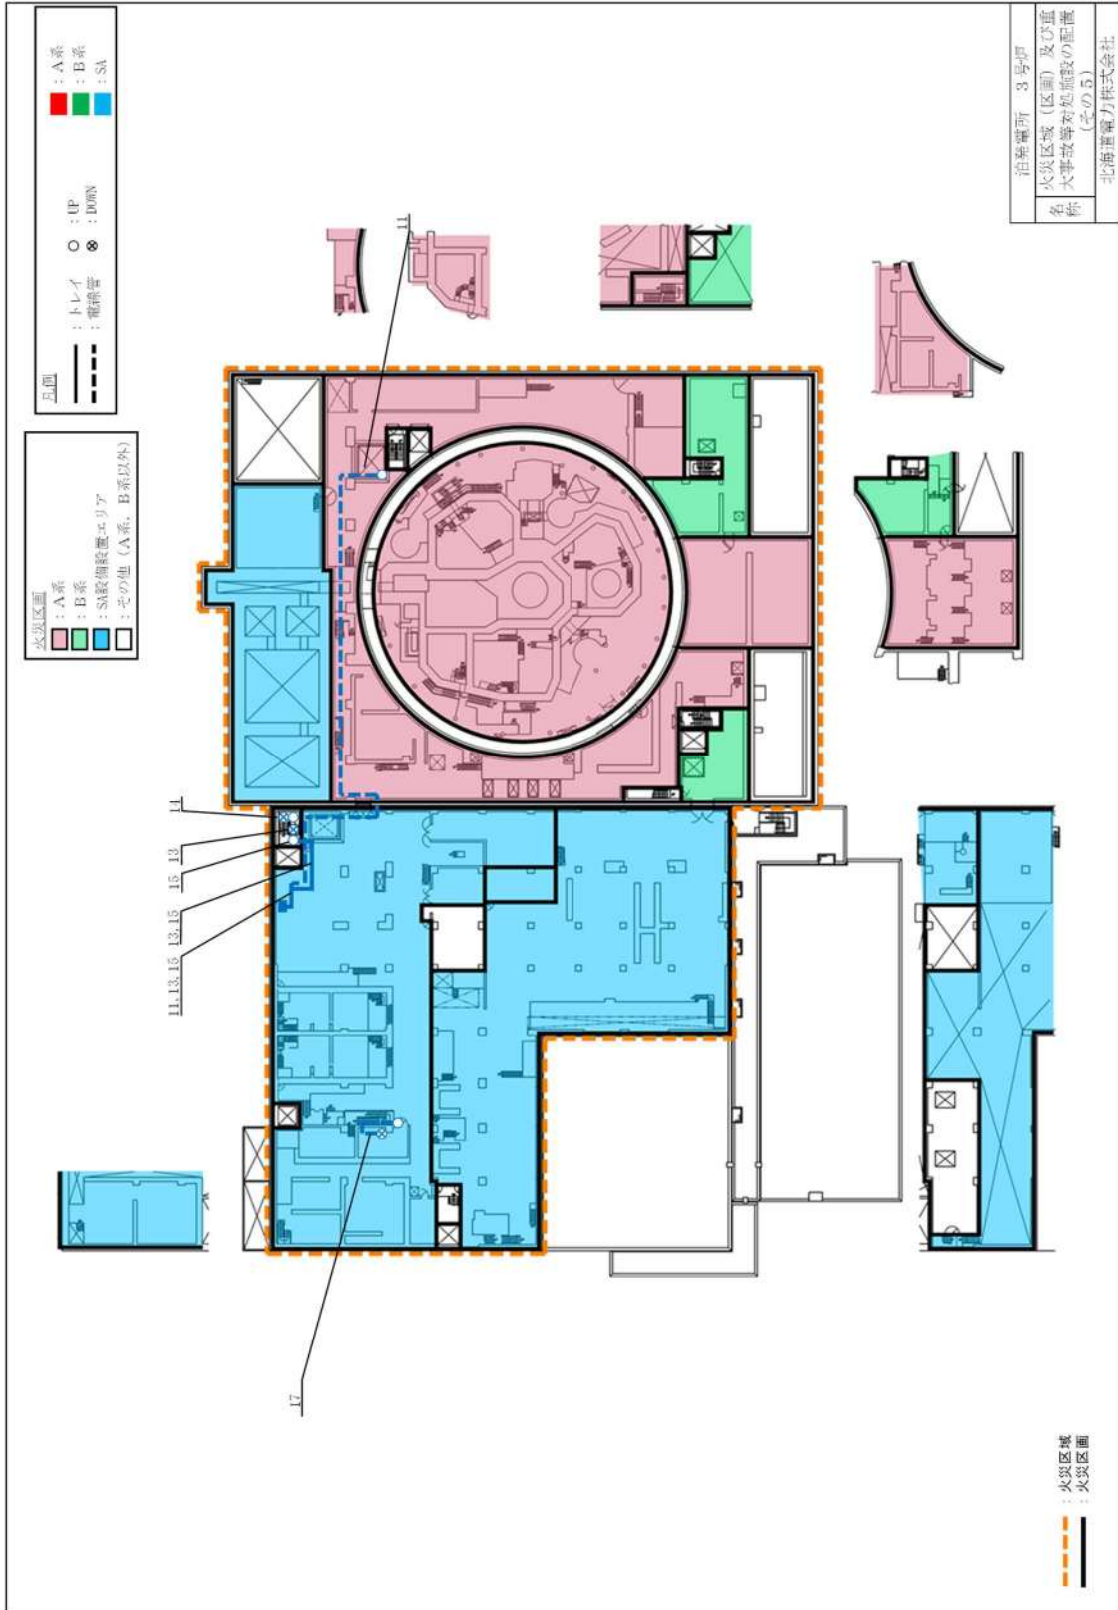 凡例
━━━ : トレイ ○ : UP
- - - : 電線管 ⊗ : DOWN
: A系
: B系
: SA
火災区画
: A系
: B系
: SA設備設置エリア
: その他 (A系, B系以外)
11
14
13
15
13,15
11,13,15
17
: 火災区域
: 火災区画
泊発電所 3号炉
名称
火災区域(区画)及び重
大事故等対処施設の配置
(その5)
北海道電力株式会社